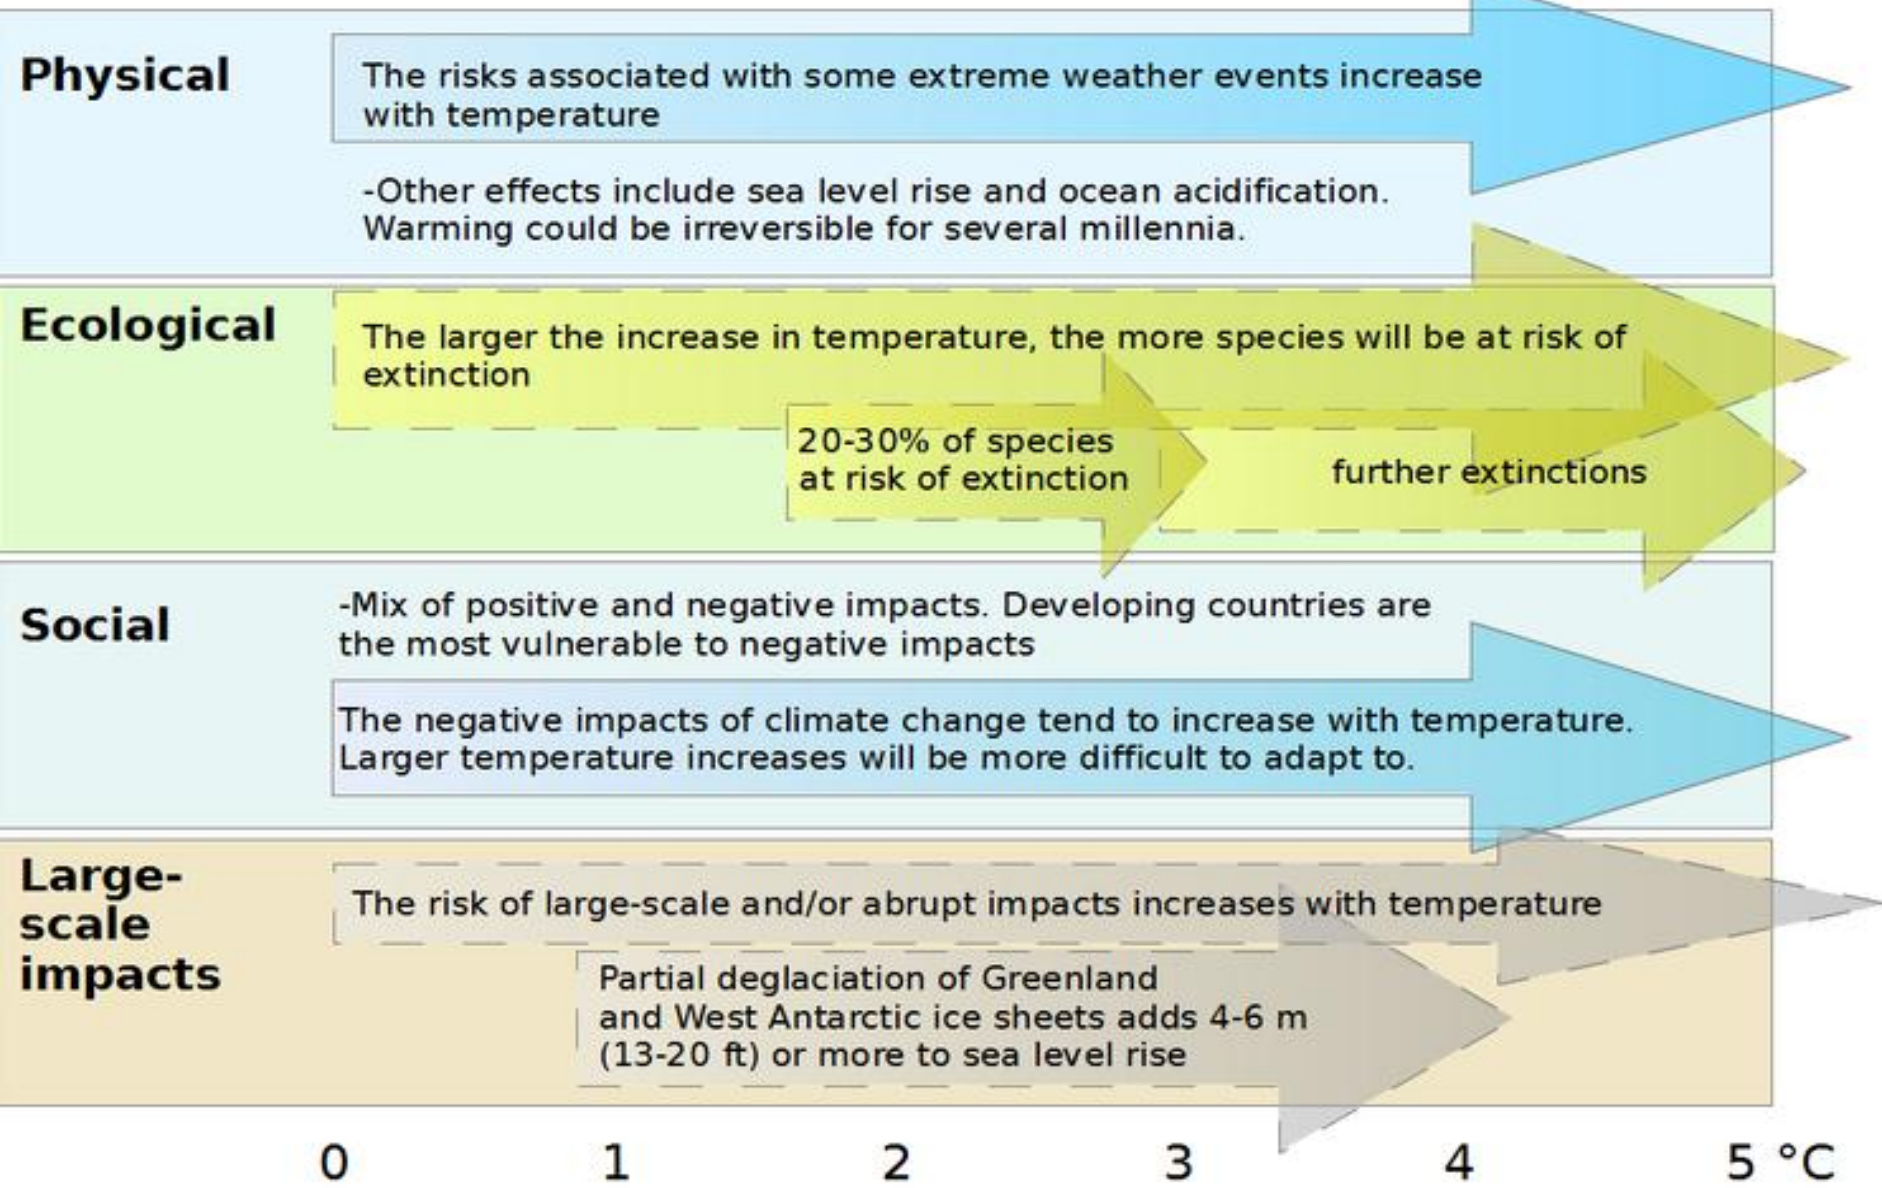 Physical
The risks associated with some extreme weather events increase
with temperature
-Other effects include sea level rise and ocean acidification.
Warming could be irreversible for several millennia.
Ecological
The larger the increase in temperature, the more species will be at risk of
extinction
20-30% of species
at risk of extinction
further extinctions
Social
-Mix of positive and negative impacts. Developing countries are
the most vulnerable to negative impacts
The negative impacts of climate change tend to increase with temperature.
Larger temperature increases will be more difficult to adapt to.
Large-
scale
impacts
The risk of large-scale and/or abrupt impacts increases with temperature
Partial deglaciation of Greenland
and West Antarctic ice sheets adds 4-6 m
(13-20 ft) or more to sea level rise
0 1 2 3 4 5 °C